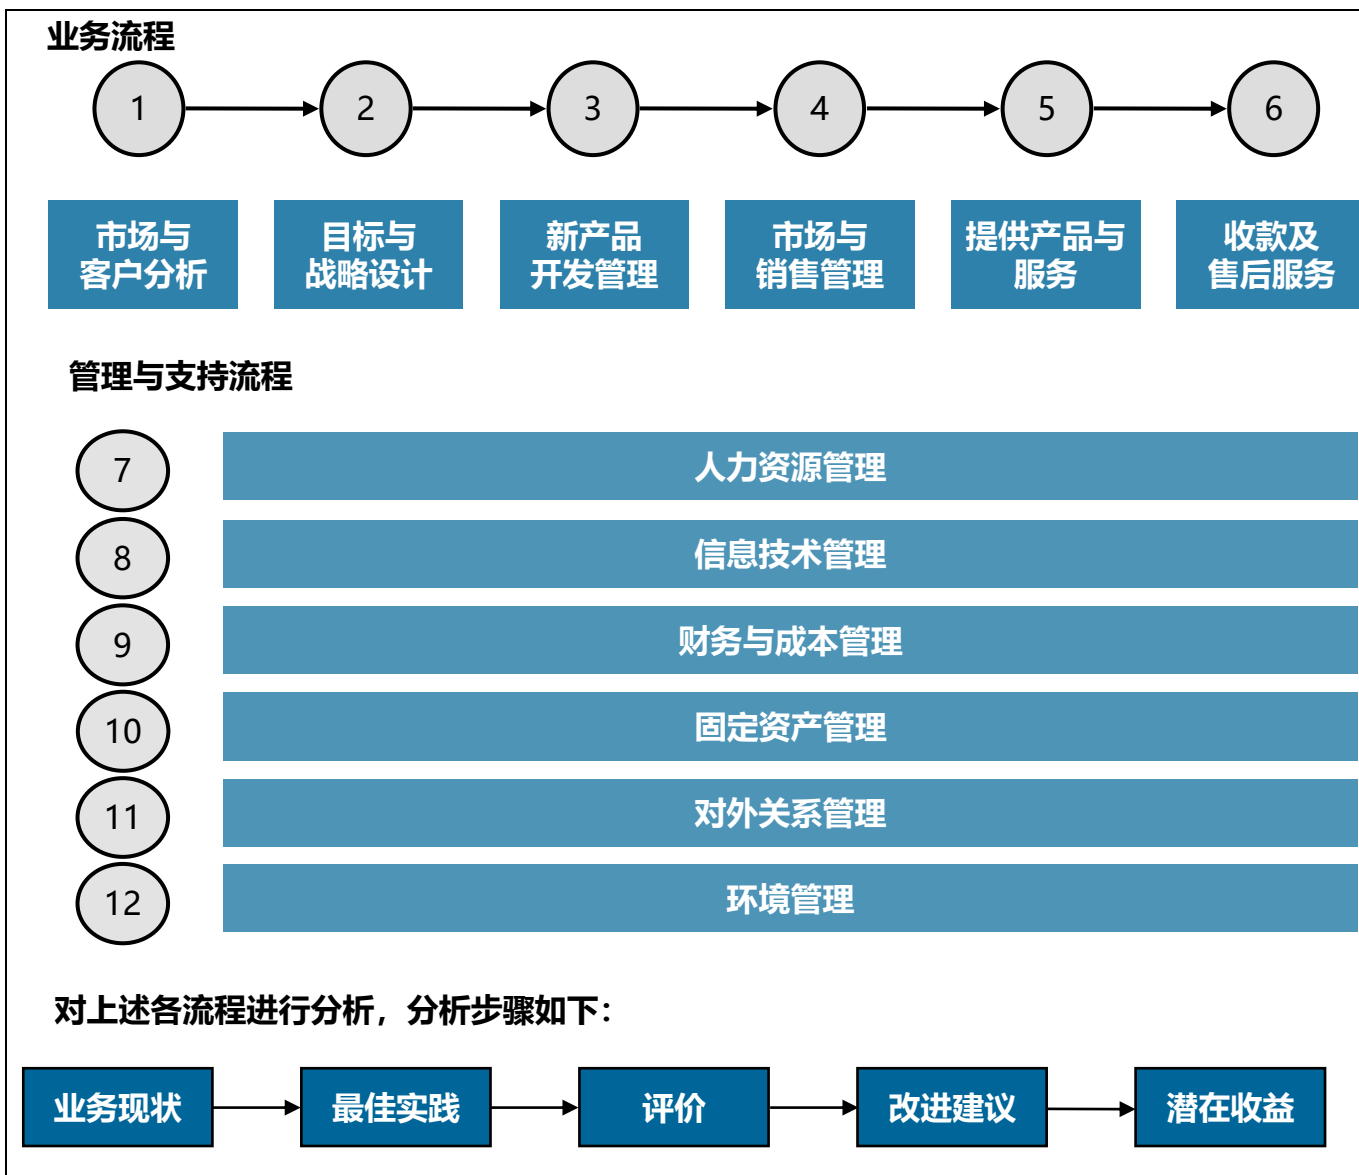 业务流程
1
2
3
4
5
6
市场与
客户分析
目标与
战略设计
新产品
开发管理
市场与
销售管理
提供产品与
服务
收款及
售后服务
管理与支持流程
7
人力资源管理
8
信息技术管理
9
财务与成本管理
10
固定资产管理
11
对外关系管理
12
环境管理
对上述各流程进行分析，分析步骤如下：
业务现状
最佳实践
评价
改进建议
潜在收益